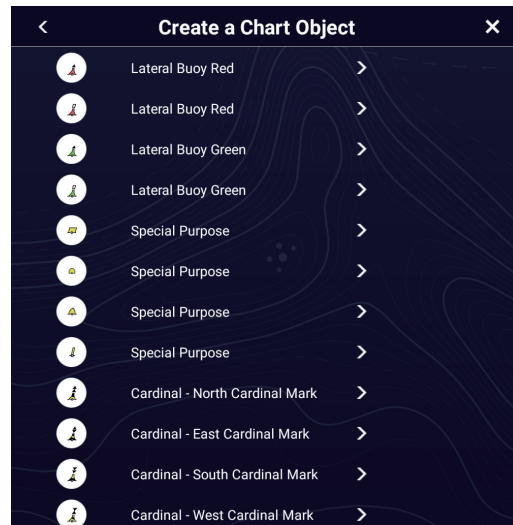 Create a Chart Object
Lateral Buoy Red
Lateral Buoy Red
Lateral Buoy Green
Lateral Buoy Green
Special Purpose
Special Purpose
Special Purpose
Special Purpose
Cardinal - North Cardinal Mark
Cardinal - East Cardinal Mark
Cardinal - South Cardinal Mark
Cardinal - West Cardinal Mark